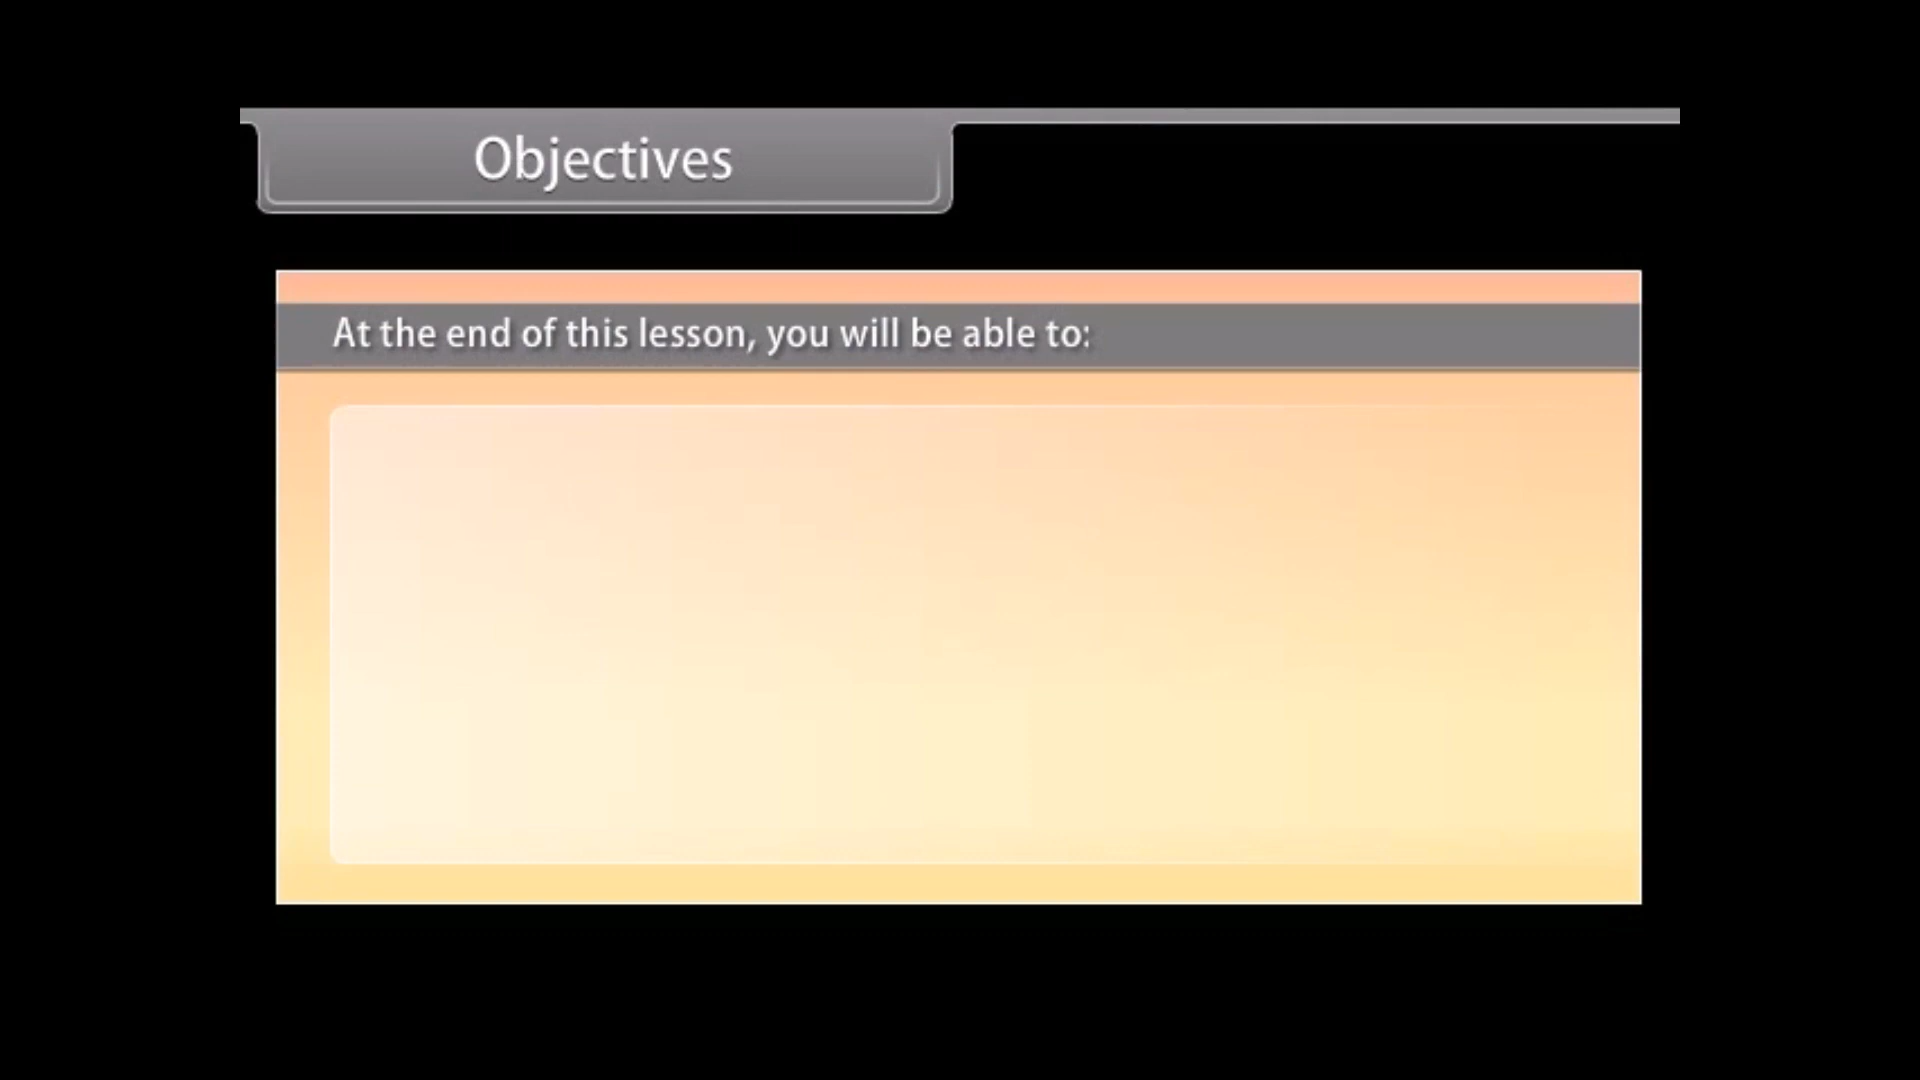 Objectives
At the end of this lesson, you will be able to: